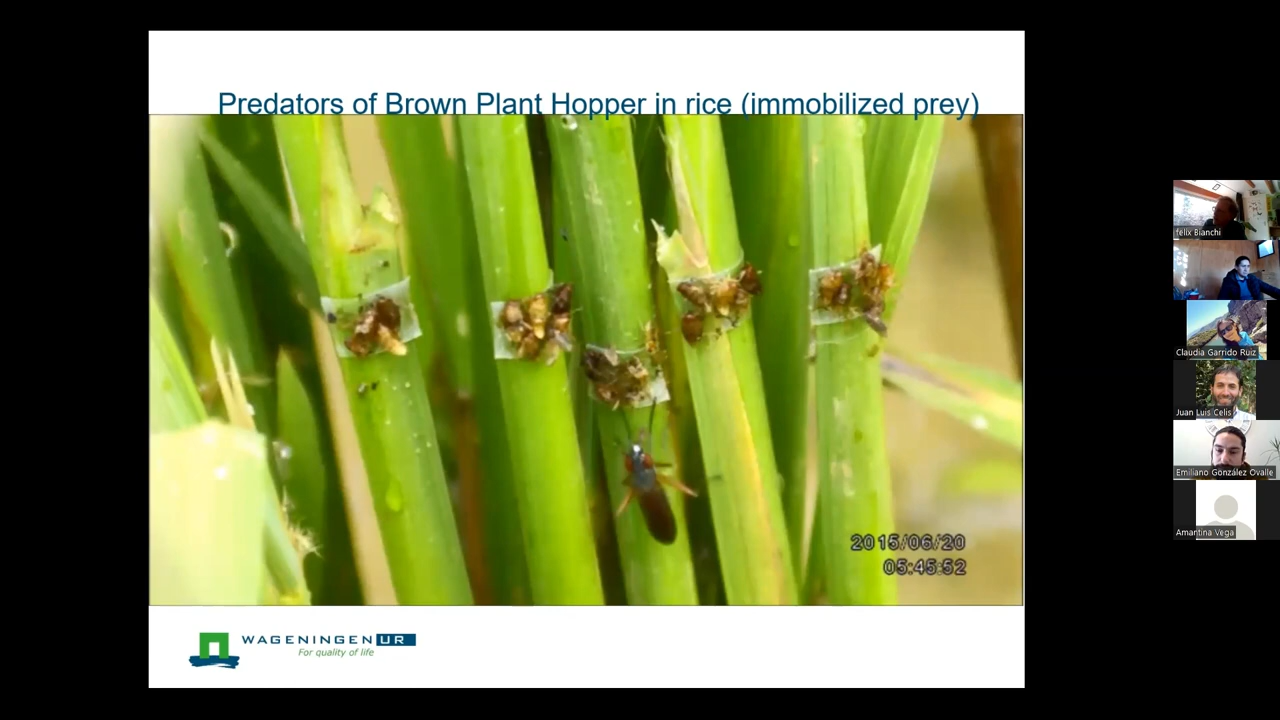 Predators of Brown Plant Hopper in rice (immobilized prey)
2015/06/20
05:45:52
WAGENINGEN UR
For quality of life
felix Bianchi
Claudia Garrido Ruiz
Juan Luis Celis
Emiliano González Ovalle
Amantina Vega